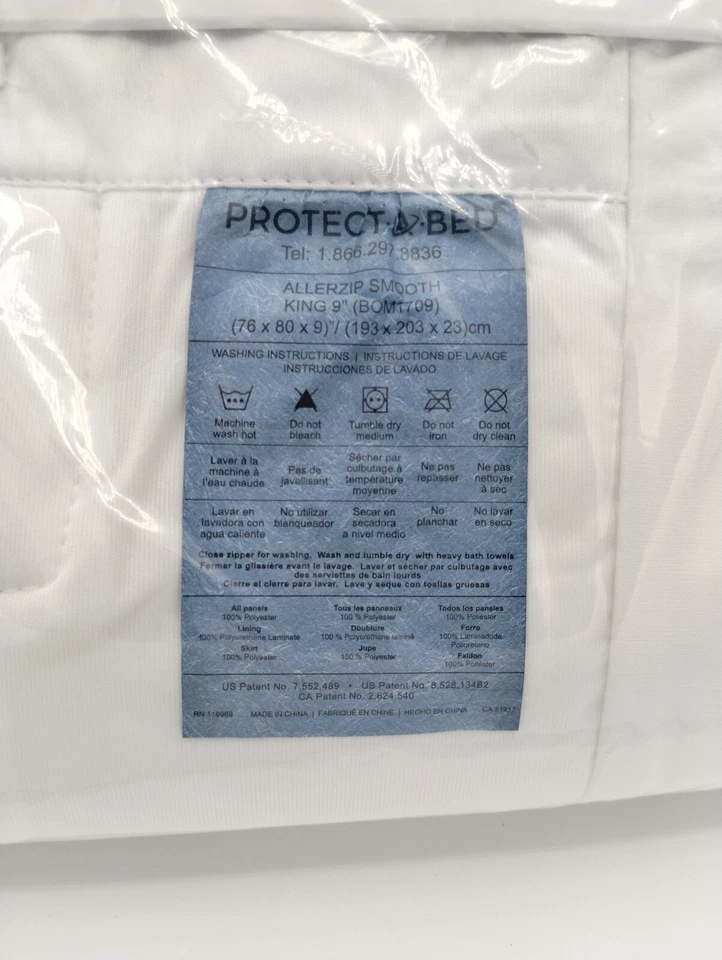 PROTECT·A·BED
Tel: 1.866.297.8836
ALLERZIP SMOOTH
KING 9" (BOM1709)
(76 x 80 x 9)"/ (193 x 203 x 23)cm
WASHING INSTRUCTIONS | INSTRUCTIONS DE LAVAGE
INSTRUCCIONES DE LAVADO
Machine wash hot
Do not bleach
Tumble dry medium
Do not iron
Do not dry clean
Laver á la machine á l'eau chaude
Pas de javallisant
Sécher par culbutage á température moyenne
Ne pas repasser
Ne pas nettoyer á sec
Lavar en lavadora con agua caliente
No utilizar blanqueador
Secar en secadora a nivel medio
No planchar
No lavar en seco
Close zipper for washing. Wash and tumble dry with heavy bath towels
Fermer la glissière avant le lavage. Laver et sécher par culbutage avec
des serviettes de bain lourds
Cierre el cierre para lavar. Lave y seque con toallas gruesas
All panels
100% Polyester
Lining
100% Polyurethane Laminate
Skirt
100% Polyester
Tous les panneaux
100 % Polyester
Doublure
100 % Polyurethane laminé
Jupe
100 % Polyester
Todos los paneles
100% Poliester
Forro
100% Laminadode
Poliuretano
Faldon
100% Poliester
US Patent No. 7,552,489 • US Patent No. 8,528,134B2
CA Patent No. 2,624,540
RN 116969 MADE IN CHINA | FABRIQUÉ EN CHINE | HECHO EN CHINA CA 51937